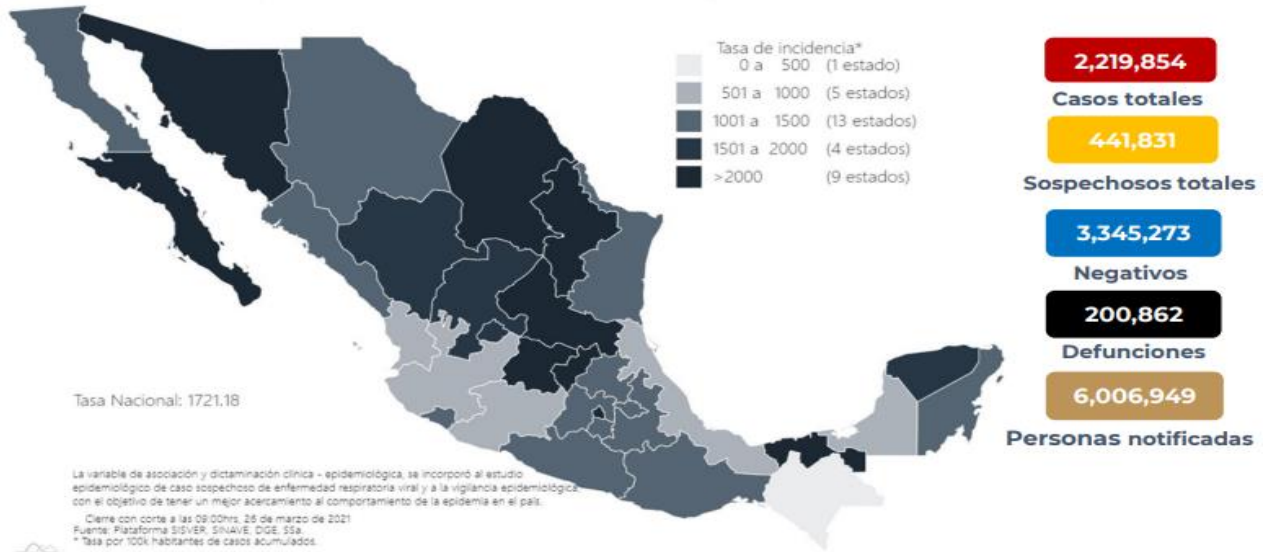 Tasa de incidencia*
0 a 500 (1 estado)
501 a 1000 (5 estados)
1001 a 1500 (13 estados)
1501 a 2000 (4 estados)
>2000 (9 estados)
2,219,854
Casos totales
441,831
Sospechosos totales
3,345,273
Negativos
200,862
Defunciones
6,006,949
Personas notificadas
Tasa Nacional: 1721.18
La variable de asociación y dictaminación clínica - epidemiológica, se incorporó al estudio
epidemiológico de caso sospechoso de enfermedad respiratoria viral y a la vigilancia epidemiológica,
con el objetivo de tener un mejor acercamiento al comportamiento de la epidemia en el país.
Cierre con corte a las 09:00hrs, 26 de marzo de 2021
Fuente: Plataforma SISVER, SINAVE, DGE, SSa.
* Tasa por 100k habitantes de casos acumulados.